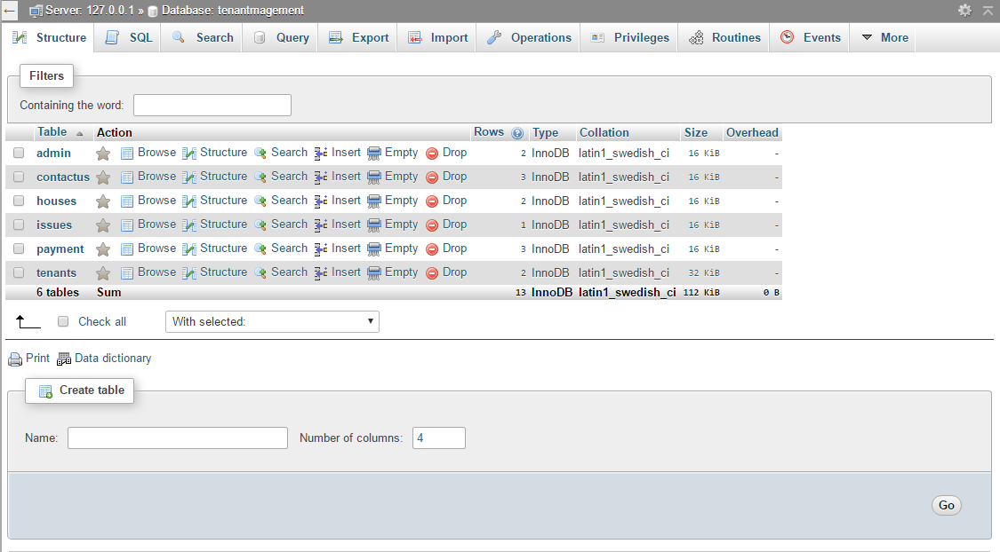 Server: 127.0.0.1 » Database: tenantmagement
Structure SQL Search Query Export Import Operations Privileges Routines Events More
Filters
Containing the word:
Table Action Rows Type Collation Size Overhead
admin Browse Structure Search Insert Empty Drop 2 InnoDB latin1_swedish_ci 16 KiB -
contactus Browse Structure Search Insert Empty Drop 3 InnoDB latin1_swedish_ci 16 KiB -
houses Browse Structure Search Insert Empty Drop 2 InnoDB latin1_swedish_ci 16 KiB -
issues Browse Structure Search Insert Empty Drop 1 InnoDB latin1_swedish_ci 16 KiB -
payment Browse Structure Search Insert Empty Drop 3 InnoDB latin1_swedish_ci 16 KiB -
tenants Browse Structure Search Insert Empty Drop 2 InnoDB latin1_swedish_ci 32 KiB -
6 tables Sum 13 InnoDB latin1_swedish_ci 112 KiB 0 B
Check all With selected:
Print Data dictionary
Create table
Name: Number of columns: 4
Go